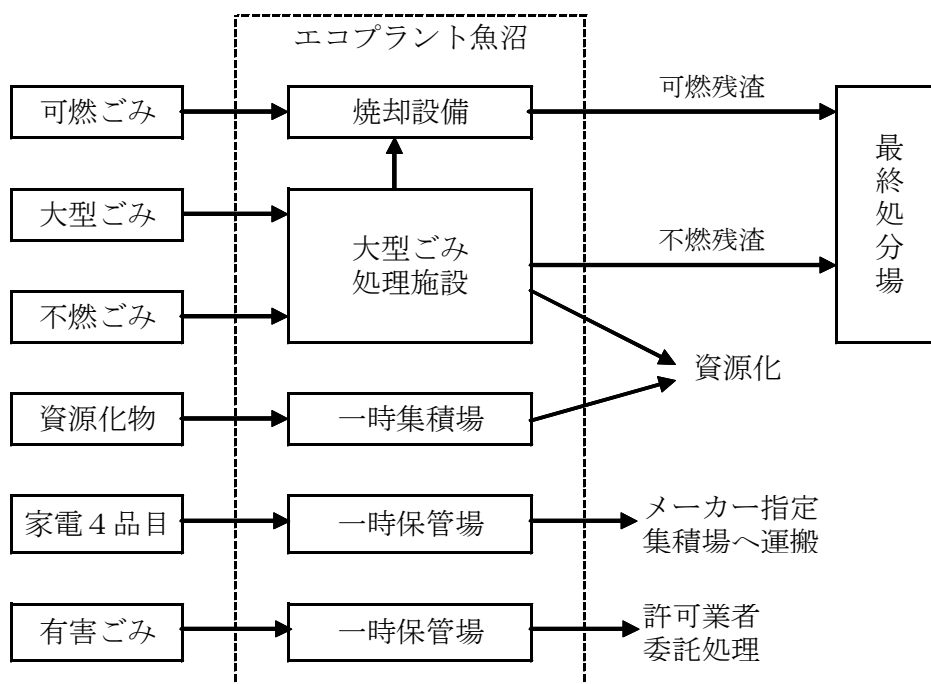 エコプラント魚沼
可燃ごみ
焼却設備
可燃残渣
最終処分場
大型ごみ
大型ごみ
処理施設
不燃残渣
不燃ごみ
資源化
資源化物
一時集積場
家電４品目
一時保管場
メーカー指定
集積場へ運搬
有害ごみ
一時保管場
許可業者
委託処理